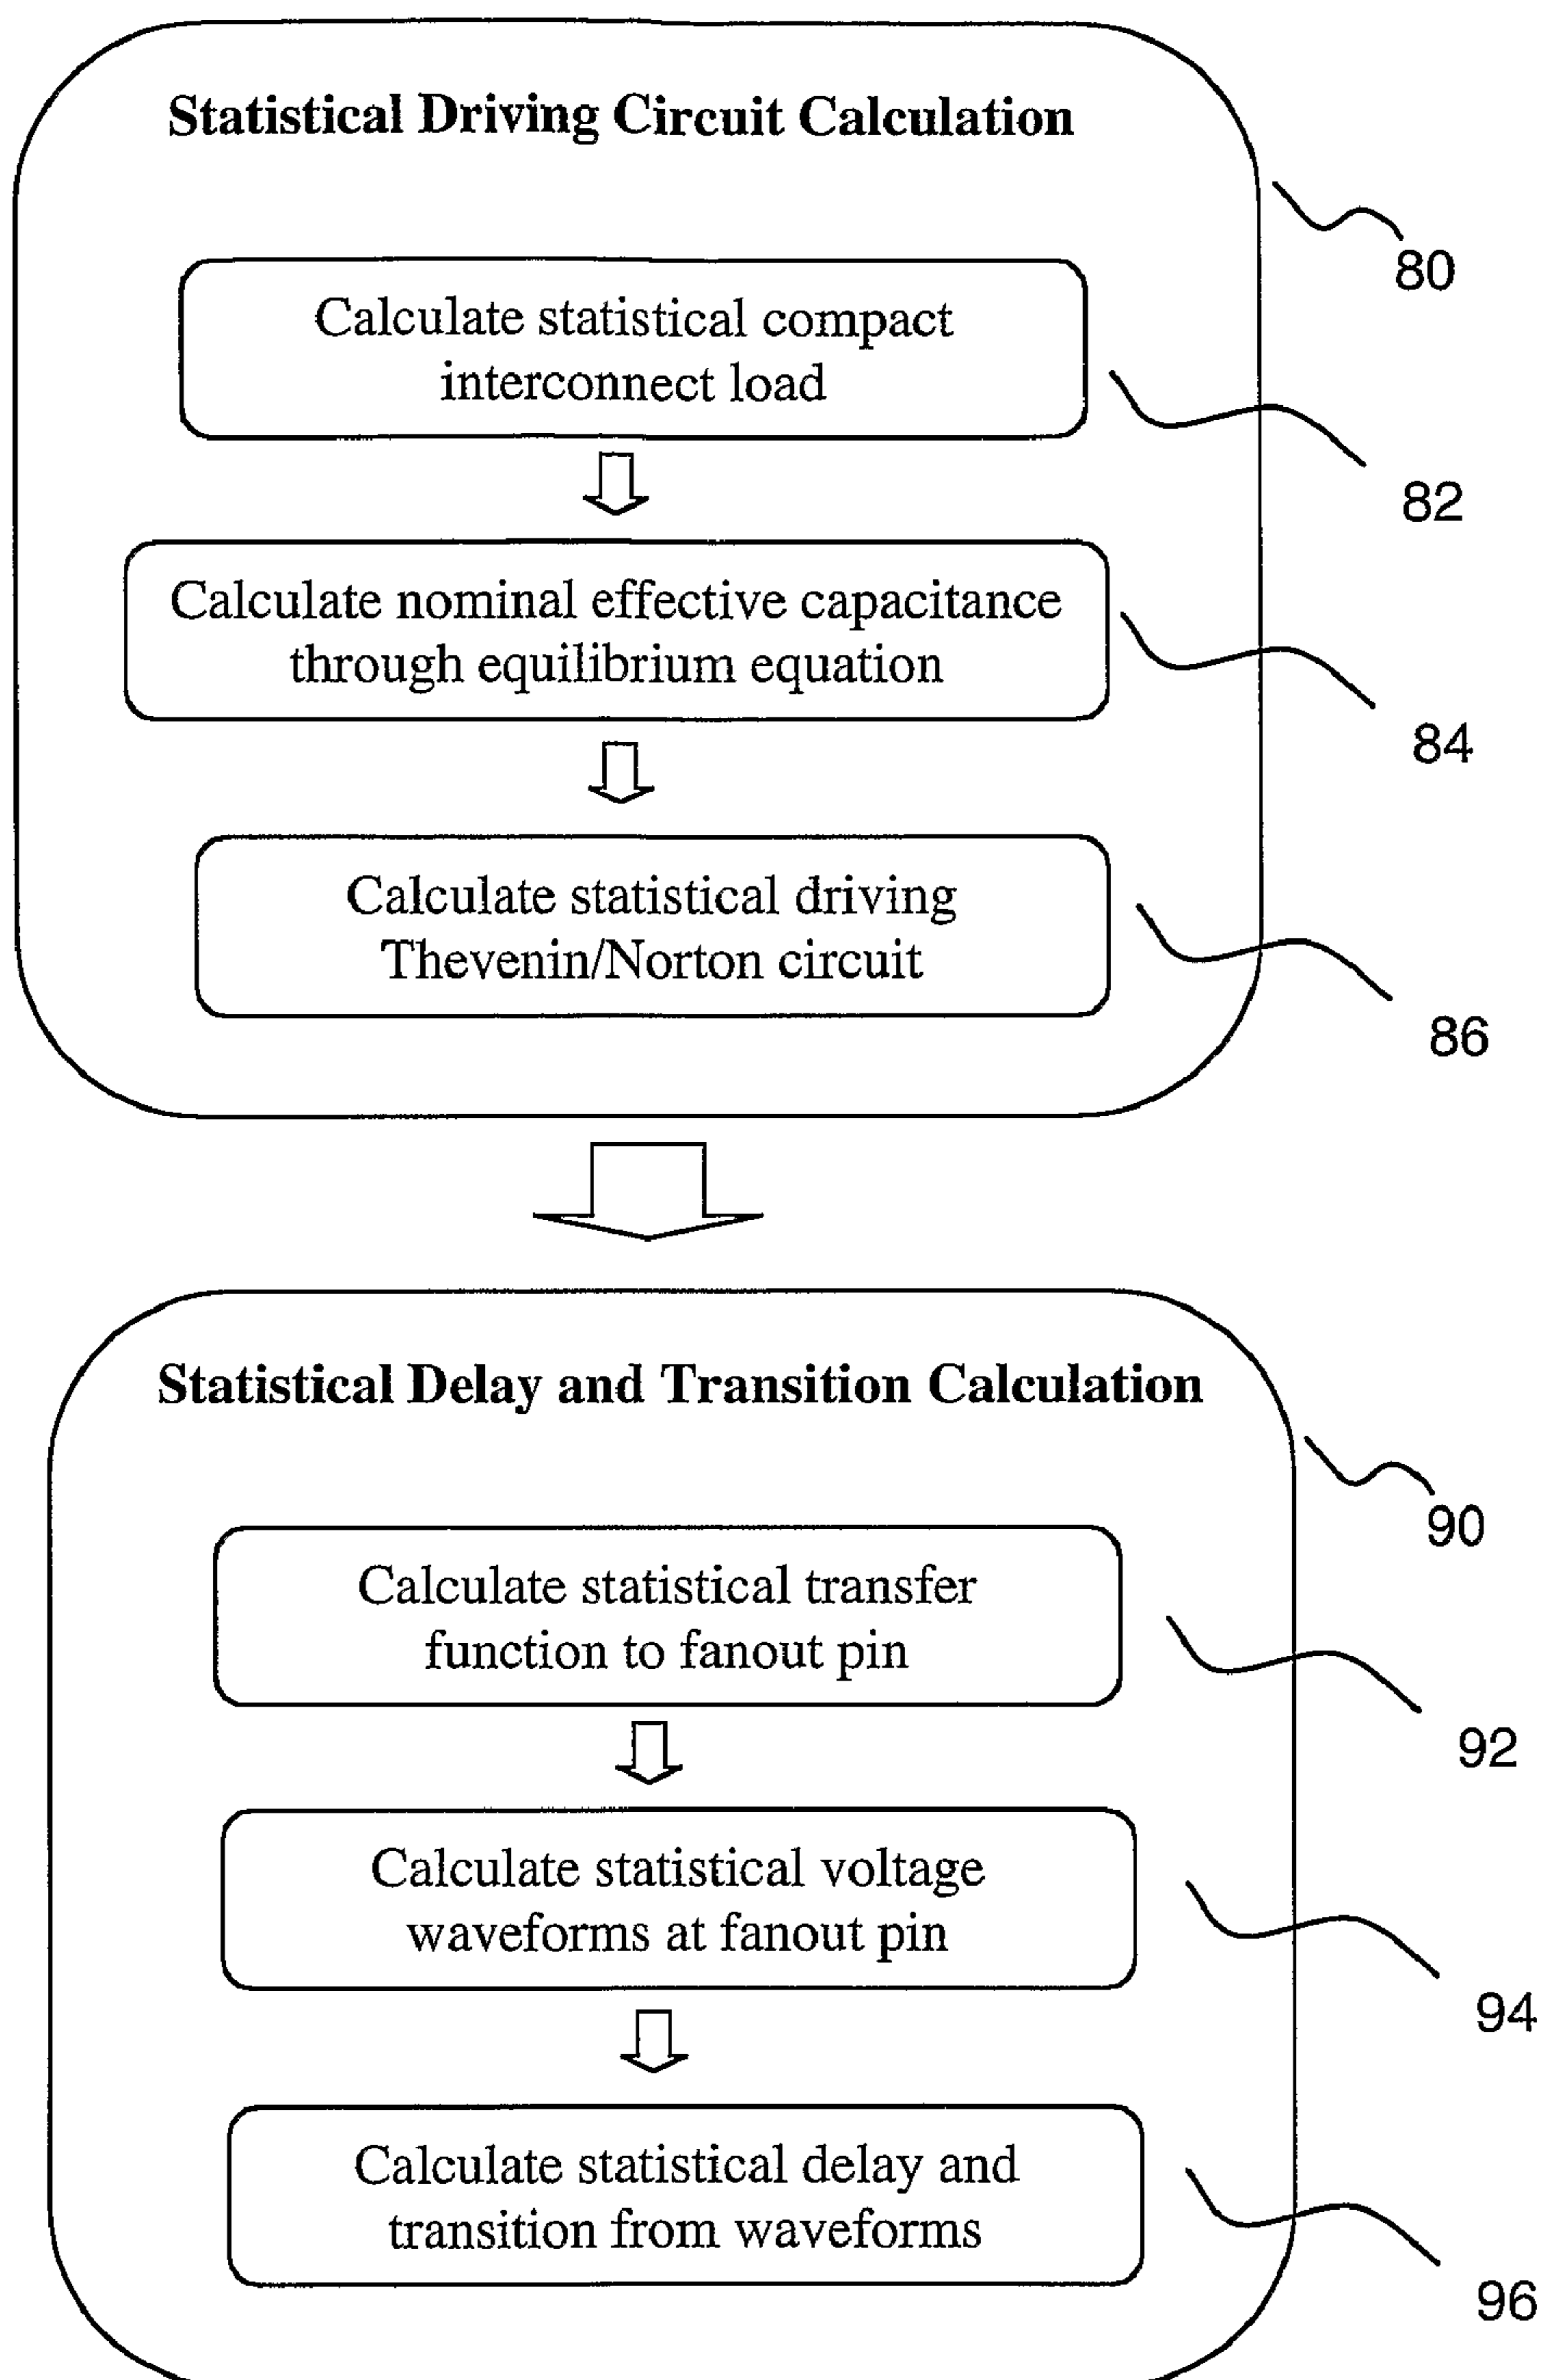 Statistical Driving Circuit Calculation
80
Calculate statistical compact
interconnect load
82
Calculate nominal effective capacitance
through equilibrium equation
84
Calculate statistical driving
Thevenin/Norton circuit
86
Statistical Delay and Transition Calculation
90
Calculate statistical transfer
function to fanout pin
92
Calculate statistical voltage
waveforms at fanout pin
94
Calculate statistical delay and
transition from waveforms
96